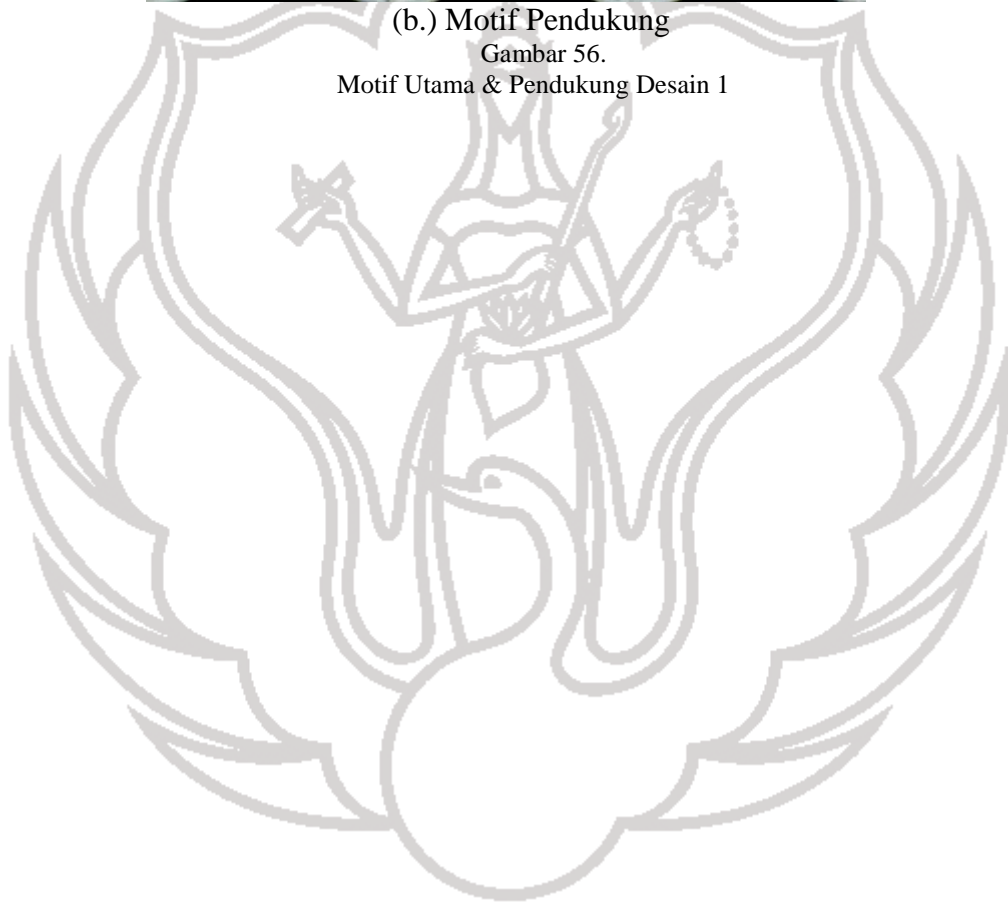 (b.) Motif Pendukung
Gambar 56.
Motif Utama & Pendukung Desain 1